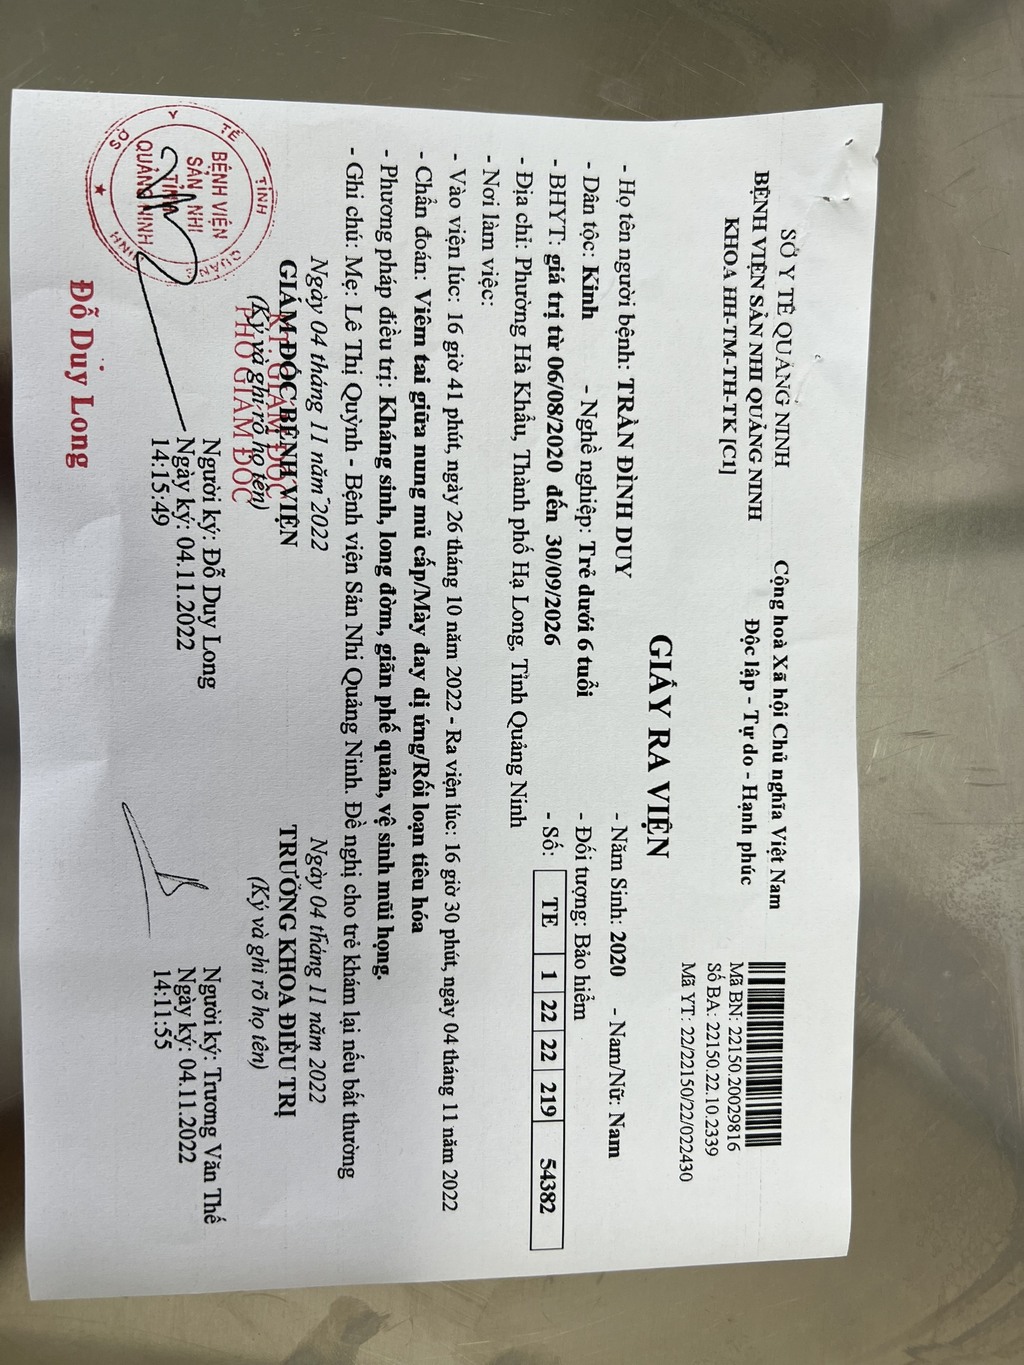 SỞ Y TẾ QUẢNG NINH
BỆNH VIỆN SẢN NHI QUẢNG NINH
KHOA HH-TM-TH-TK [C1]
Cộng hoà Xã hội Chủ nghĩa Việt Nam
Độc lập - Tự do - Hạnh phúc
Mã BN: 22150.20029816
Số BA: 22150.22.10.2339
Mã YT: 22/22150/22/022430
GIẤY RA VIỆN
- Họ tên người bệnh: TRẦN ĐÌNH DUY - Năm Sinh: 2020 - Nam/Nữ: Nam
- Dân tộc: Kinh - Nghề nghiệp: Trẻ dưới 6 tuổi - Đối tượng: Bảo hiểm
- BHYT: giá trị từ 06/08/2020 đến 30/09/2026 - Số: TE 1 22 22 219 54382
- Địa chỉ: Phường Hà Khẩu, Thành phố Hạ Long, Tỉnh Quảng Ninh
- Nơi làm việc:
- Vào viện lúc: 16 giờ 41 phút, ngày 26 tháng 10 năm 2022 - Ra viện lúc: 16 giờ 30 phút, ngày 04 tháng 11 năm 2022
- Chẩn đoán: Viêm tai giữa nung mủ cấp/Mày đay dị ứng/Rối loạn tiêu hóa
- Phương pháp điều trị: Kháng sinh, long đờm, giãn phế quản, vệ sinh mũi họng.
- Ghi chú: Mẹ: Lê Thị Quỳnh - Bệnh viện Sản Nhi Quảng Ninh. Đề nghị cho trẻ khám lại nếu bất thường
Ngày 04 tháng 11 năm 2022
GIÁM ĐỐC BỆNH VIỆN
(Ký và ghi rõ họ tên)
KT. GIÁM ĐỐC
PHÓ GIÁM ĐỐC
SỞ Y TẾ TỈNH QUẢNG NINH
BỆNH VIỆN
SẢN NHI
TỈNH
QUẢNG NINH
Người ký: Đỗ Duy Long
Ngày ký: 04.11.2022
14:15:49
Đỗ Duy Long
Ngày 04 tháng 11 năm 2022
TRƯỞNG KHOA ĐIỀU TRỊ
(Ký và ghi rõ họ tên)
Người ký: Trương Văn Thế
Ngày ký: 04.11.2022
14:11:55